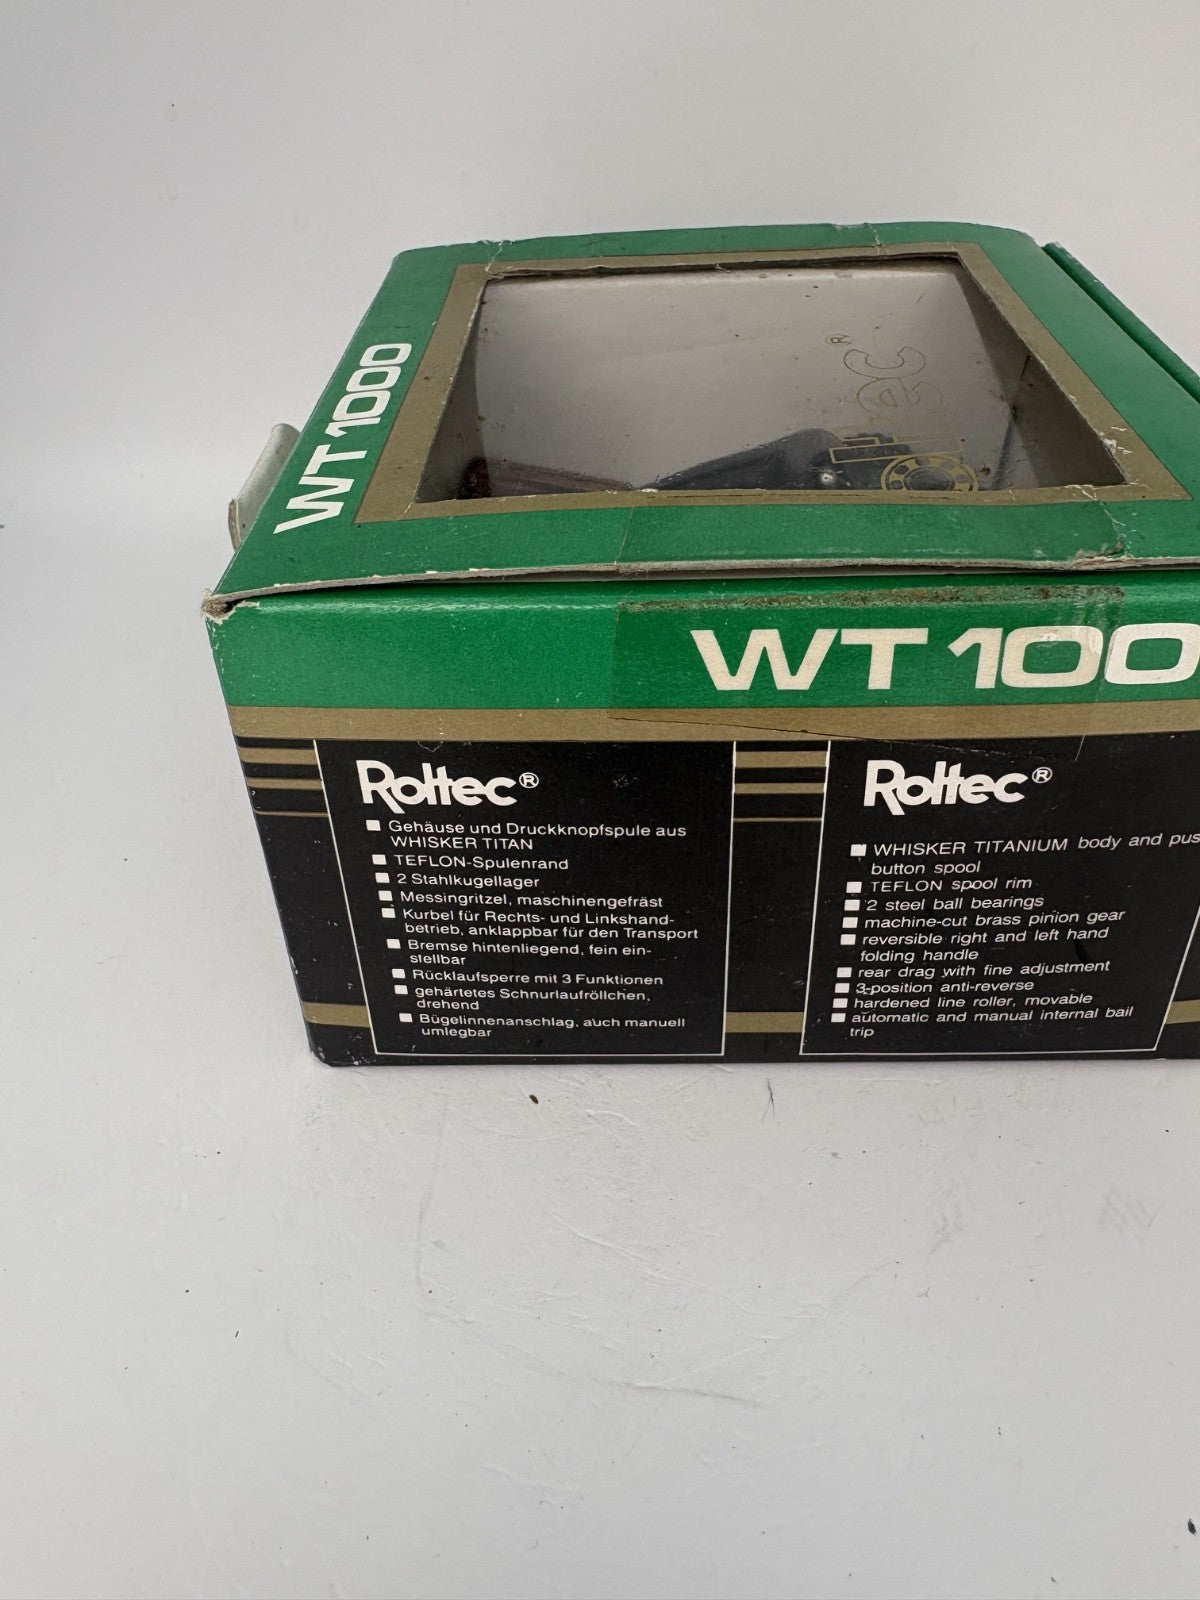 WT 1000
ec®
WT 100
Roltec®
Gehäuse und Druckknopfspule aus
WHISKER TITAN
TEFLON-Spulenrand
2 Stahlkugellager
Messingritzel, maschinengefräst
Kurbel für Rechts- und Linkshand-
betrieb, anklappbar für den Transport
Bremse hintenliegend, fein ein-
stellbar
Rücklaufsperre mit 3 Funktionen
gehärtetes Schnurlaufröllchen,
drehend
Bügelinnenanschlag, auch manuell
umlegbar
Roltec®
WHISKER TITANIUM body and pus
button spool
TEFLON spool rim
2 steel ball bearings
machine-cut brass pinion gear
reversible right and left hand
folding handle
rear drag with fine adjustment
3-position anti-reverse
hardened line roller, movable
automatic and manual internal bail
trip